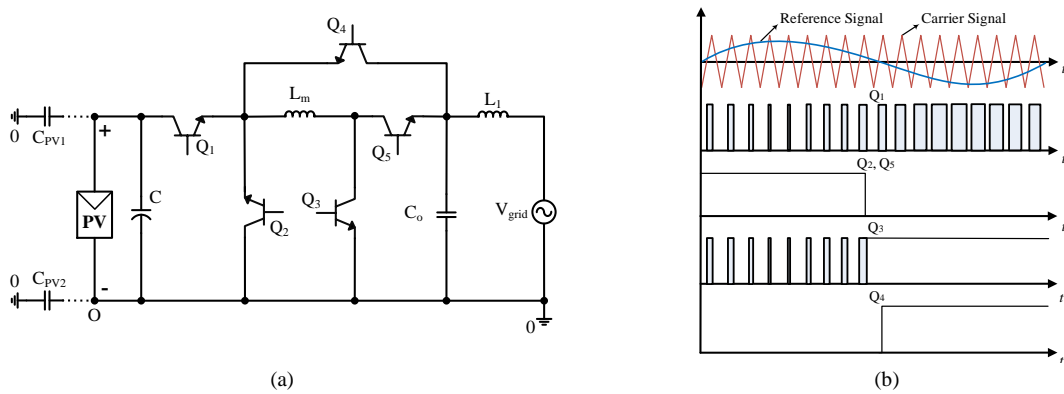 Q4
Lm
L1
0
CPV1
+
Q1
Q5
C
Q3
PV
Q2
Co
Vgrid
0
CPV2
-
O
0
(a)
Reference Signal
Carrier Signal
t
Q1
t
Q2, Q5
t
Q3
t
Q4
t
(b)